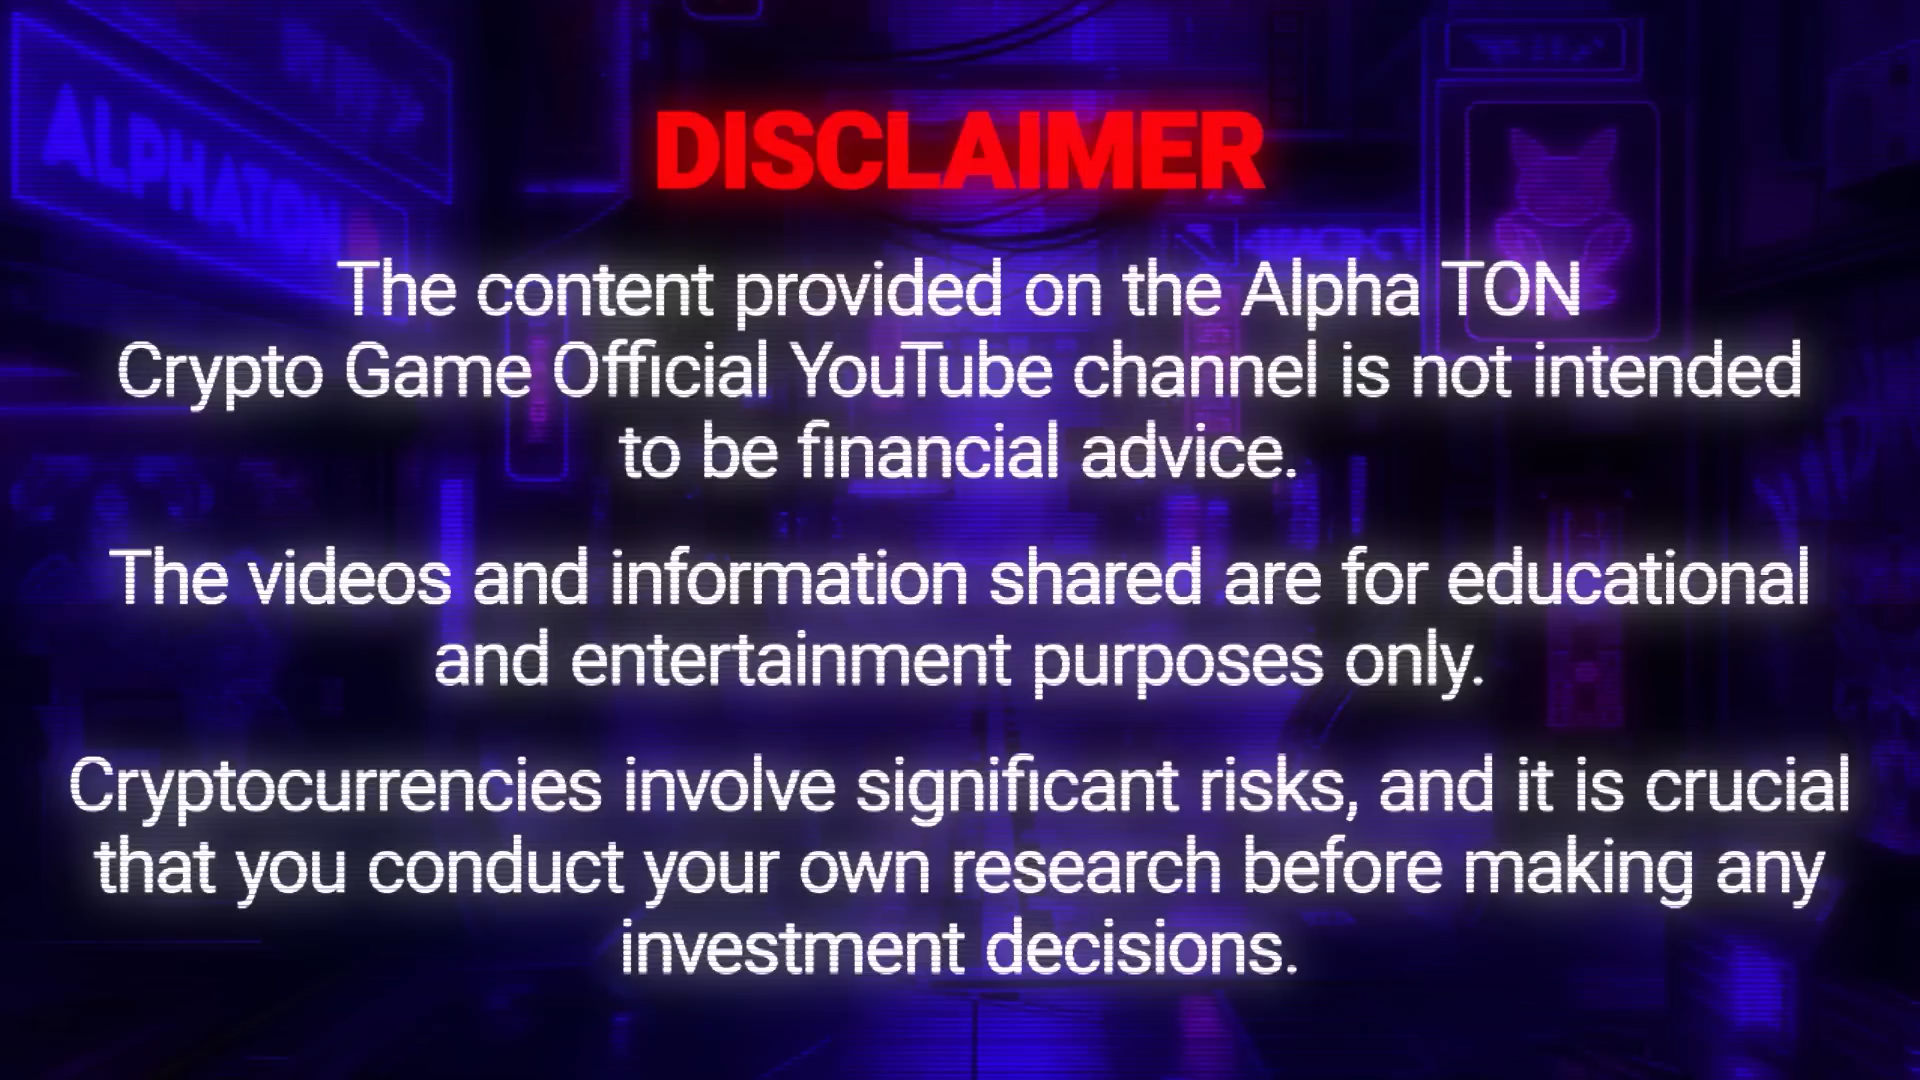 ALPHATON
DISCLAIMER
The content provided on the Alpha TON
Crypto Game Official YouTube channel is not intended
to be financial advice.
The videos and information shared are for educational
and entertainment purposes only.
Cryptocurrencies involve significant risks, and it is crucial
that you conduct your own research before making any
investment decisions.